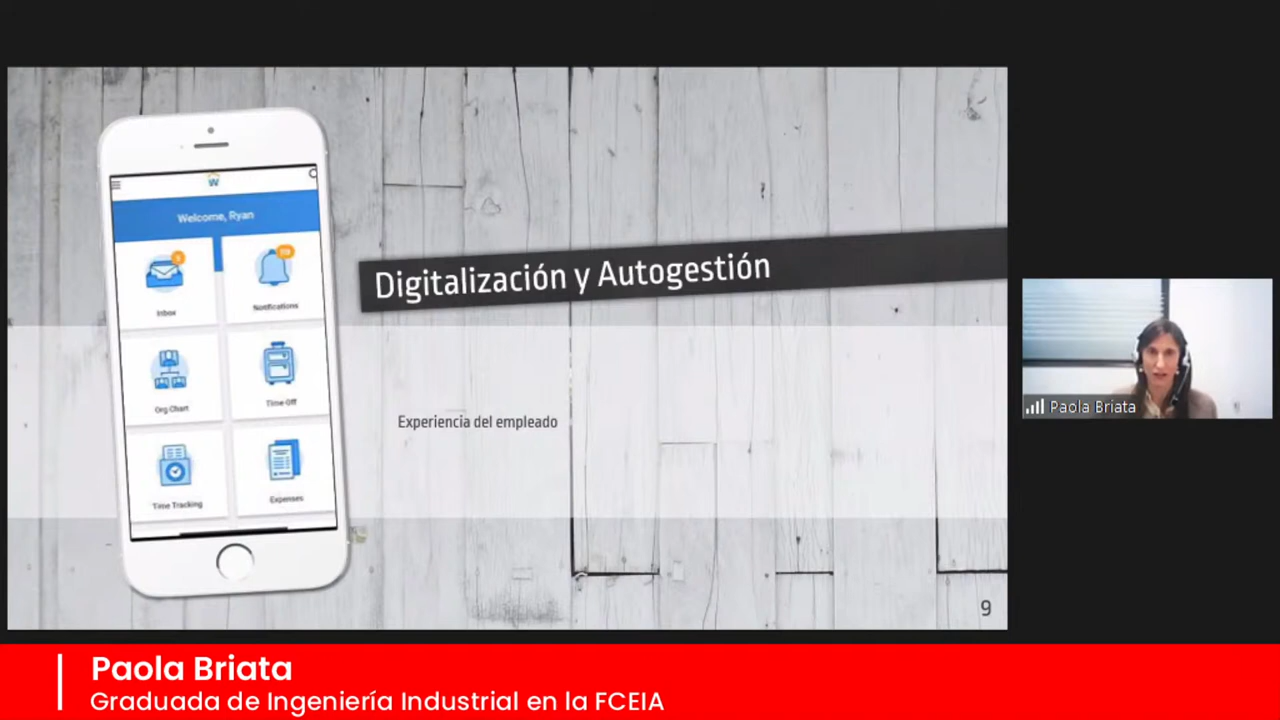 W
Welcome, Ryan
Inbox
Notifications
Org Chart
Time Off
Time Tracking
Expenses
Digitalización y Autogestión
Experiencia del empleado
9
Paola Briata
Paola Briata
Graduada de Ingeniería Industrial en la FCEIA